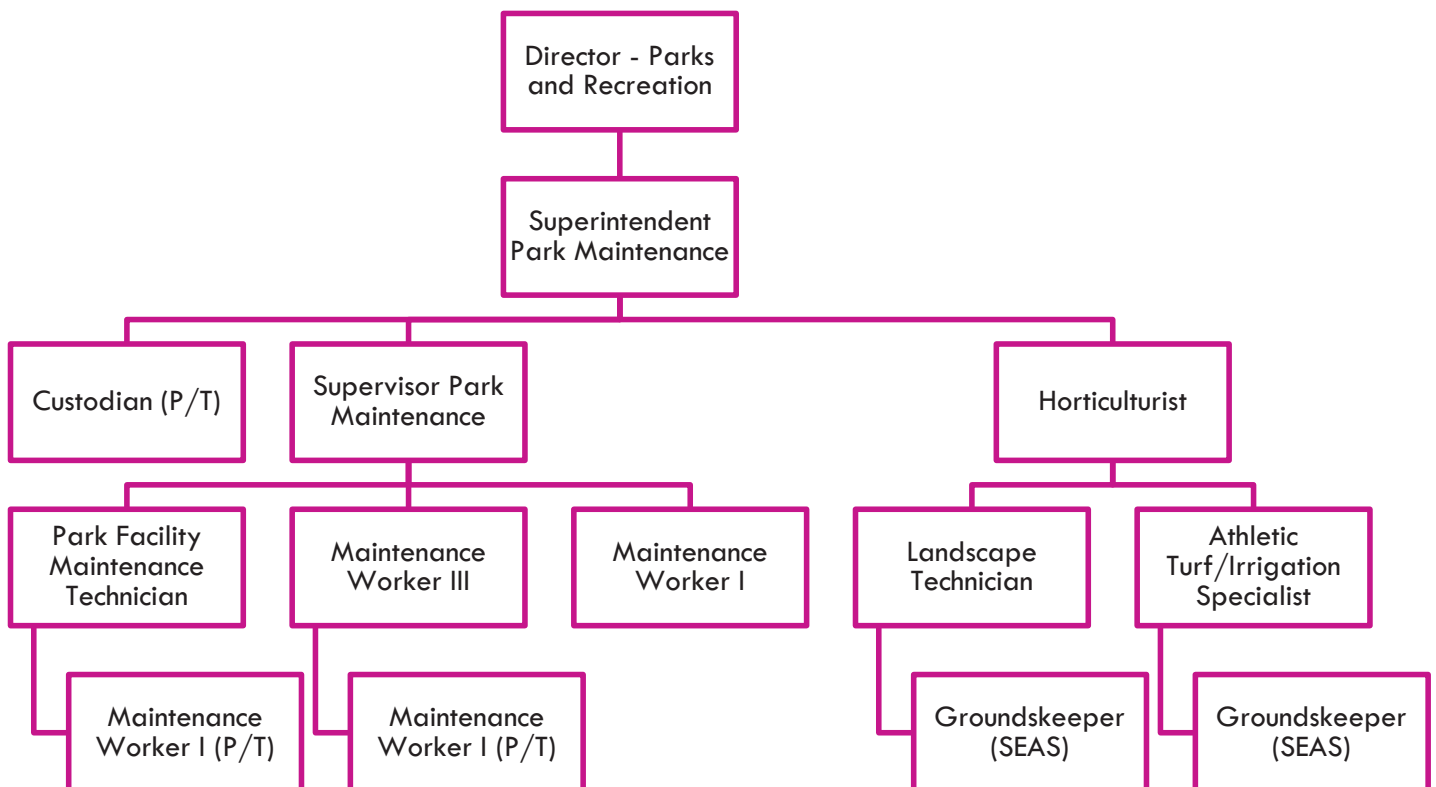 Director - Parks
and Recreation
Superintendent
Park Maintenance
Custodian (P/T)
Supervisor Park
Maintenance
Horticulturist
Park Facility
Maintenance
Technician
Maintenance
Worker III
Maintenance
Worker I
Landscape
Technician
Athletic
Turf/Irrigation
Specialist
Maintenance
Worker I (P/T)
Maintenance
Worker I (P/T)
Groundskeeper
(SEAS)
Groundskeeper
(SEAS)